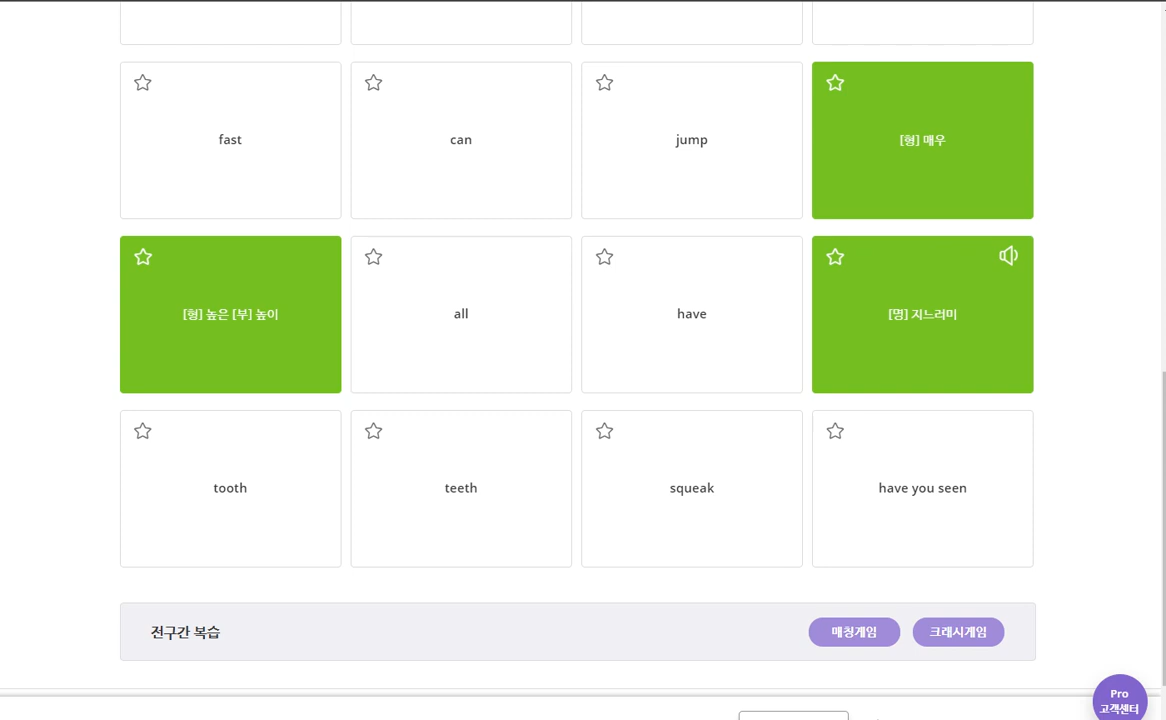 fast
can
jump
[형] 매우
[형] 높은 [부] 높이
all
have
[명] 지느러미
tooth
teeth
squeak
have you seen
전구간 복습
매칭게임
크래시게임
Pro
고객센터